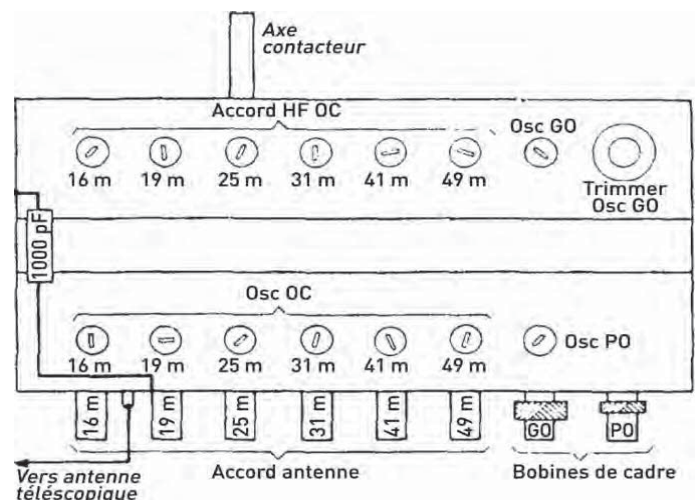 Axe
contacteur
Accord HF OC
Osc GO
16 m 19 m 25 m 31 m 41 m 49 m
Trimmer
Osc GO
1000 pF
Osc OC
Osc PO
16 m 19 m 25 m 31 m 41 m 49 m
16 m 19 m 25 m 31 m 41 m 49 m GO PO
Vers antenne
téléscopique
Accord antenne
Bobines de cadre